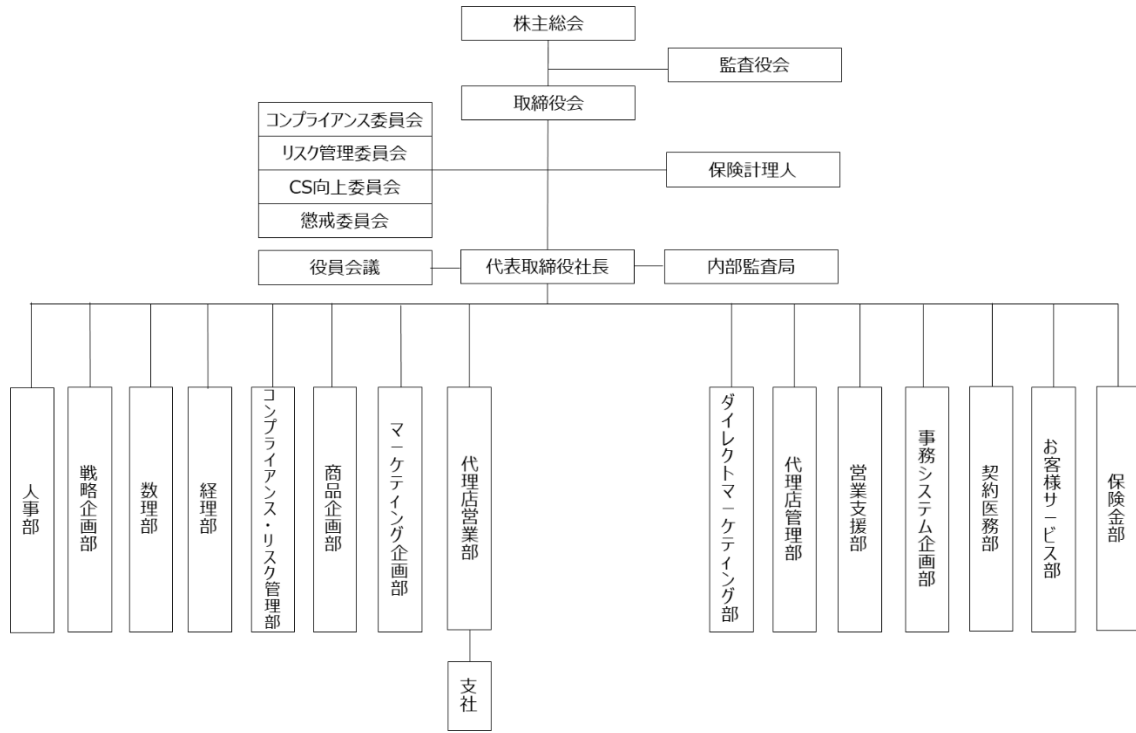 株主総会
監査役会
取締役会
コンプライアンス委員会
リスク管理委員会
保険計理人
CS向上委員会
懲戒委員会
役員会議
代表取締役社長
内部監査局
人事部
戦略企画部
数理部
経理部
コンプライアンス・リスク管理部
商品企画部
マーケティング企画部
代理店営業部
ダイレクトマーケティング部
代理店管理部
営業支援部
事務システム企画部
契約医務部
お客様サービス部
保険金部
支社